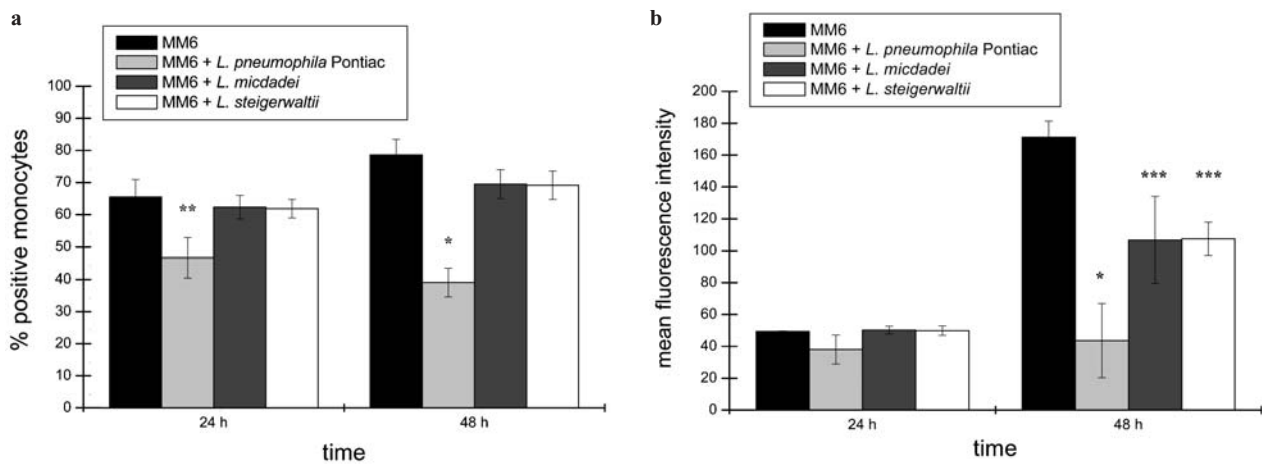 a
MM6
MM6 + L. pneumophila Pontiac
MM6 + L. micdadei
MM6 + L. steigerwaltii
% positive monocytes
100
90
80
70
60
50
40
30
20
10
0
**
*
24 h
48 h
time
b
MM6
MM6 + L. pneumophila Pontiac
MM6 + L. micdadei
MM6 + L. steigerwaltii
mean fluorescence intensity
200
180
160
140
120
100
80
60
40
20
0
*
***
***
24 h
48 h
time